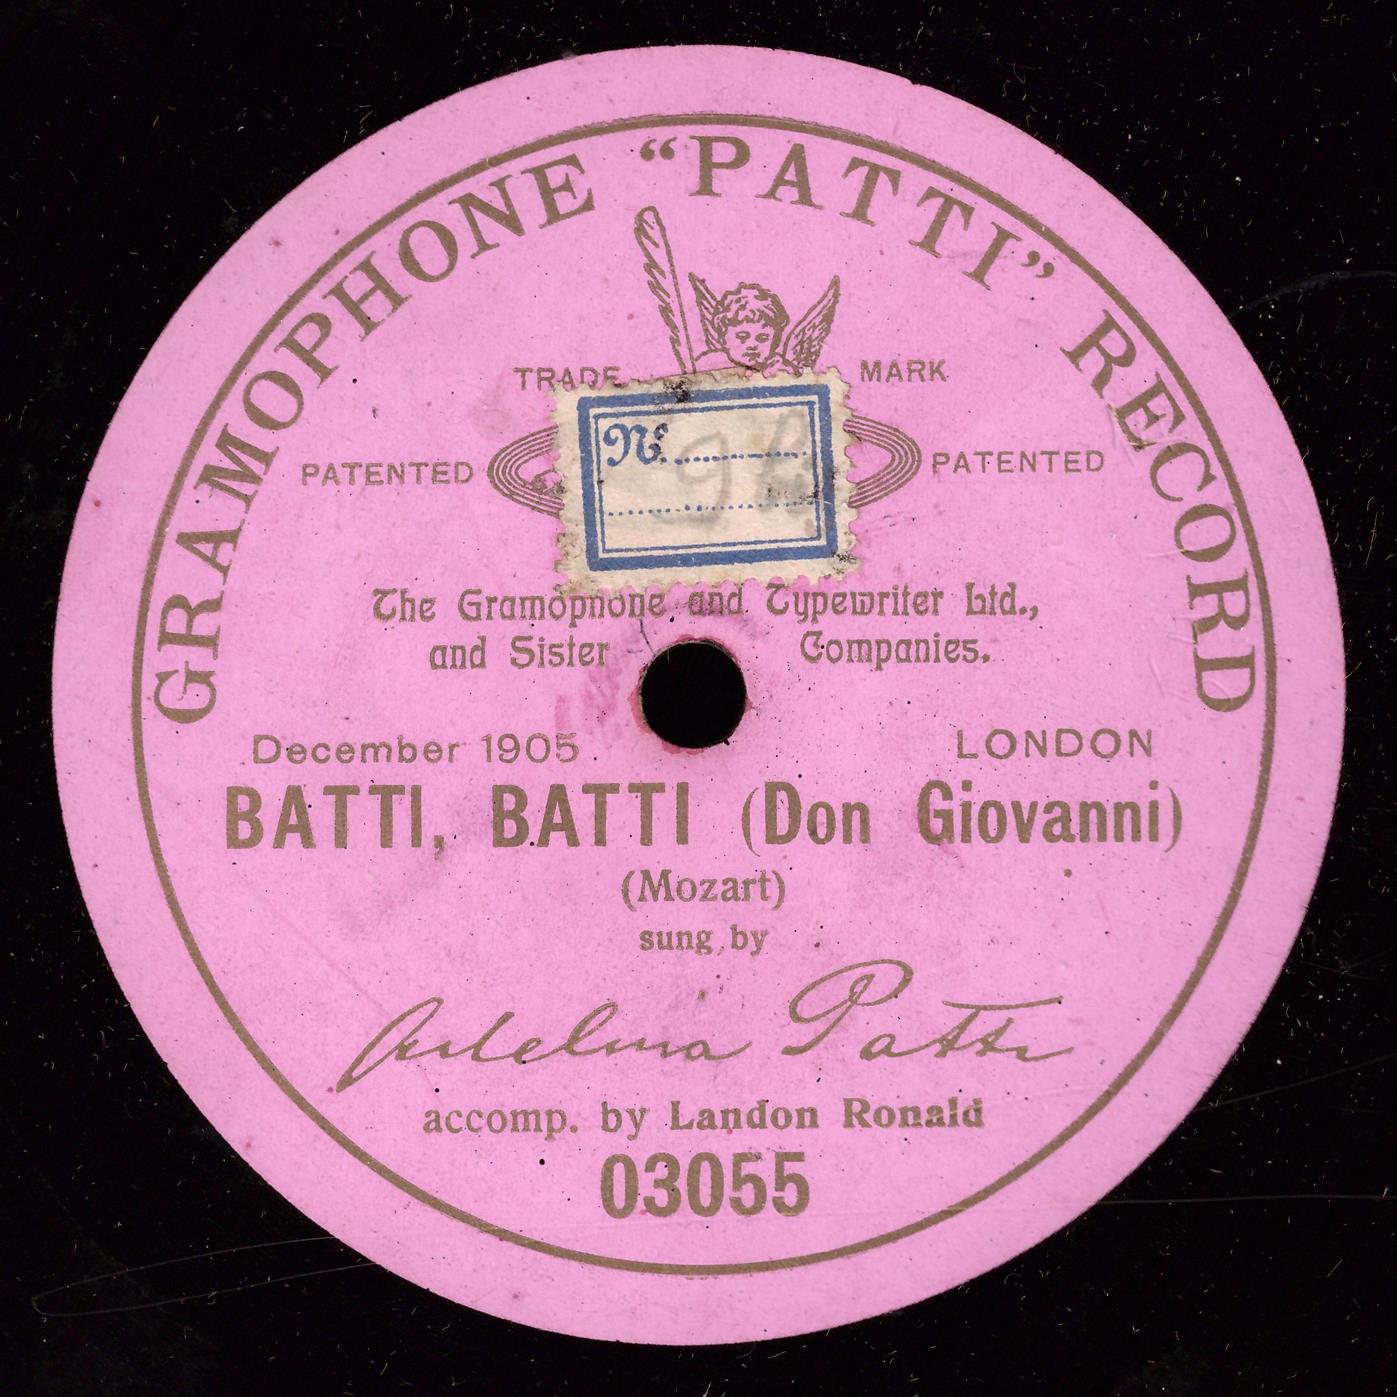 GRAMOPHONE “PATTI” RECORD
TRADE MARK
PATENTED PATENTED
No.
The Gramophone and Typewriter Ltd.,
and Sister Companies.
December 1905 LONDON
BATTI, BATTI (Don Giovanni)
(Mozart)
sung by
Adelina Patti
accomp. by Landon Ronald
03055